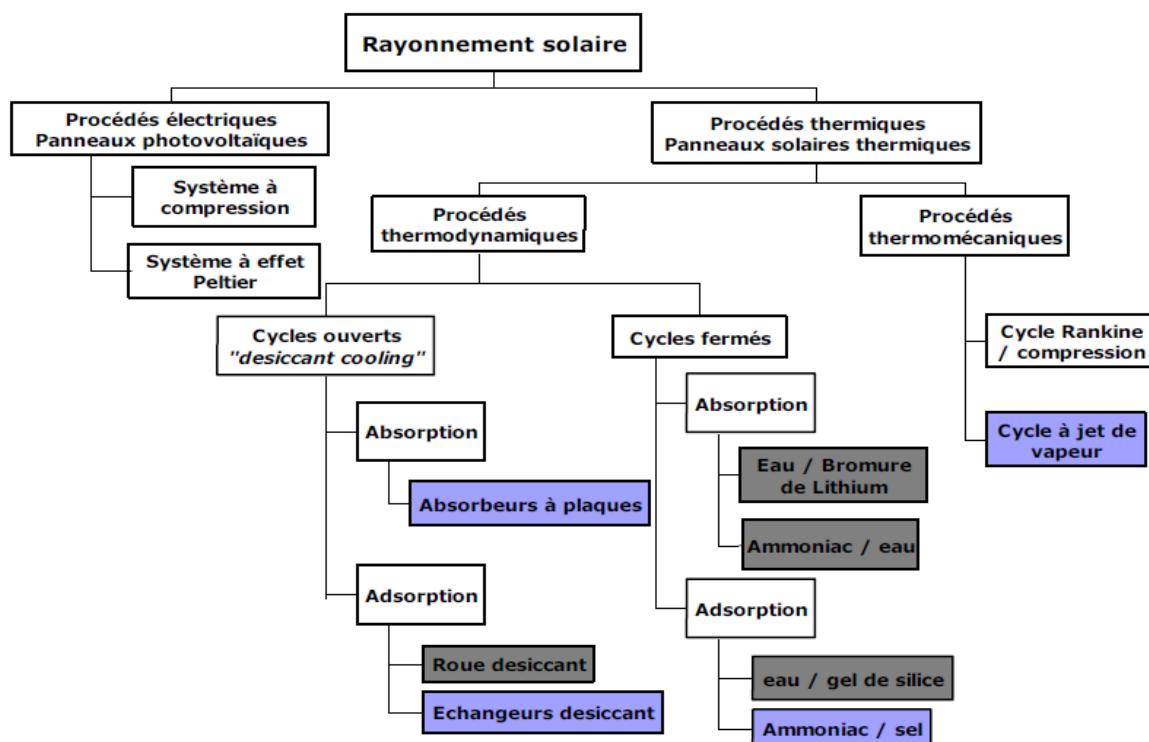 Rayonnement solaire
Procédés électriques
Panneaux photovoltaïques
Système à
compression
Système à effet
Peltier
Procédés thermiques
Panneaux solaires thermiques
Procédés
thermodynamiques
Cycles ouverts
"desiccant cooling"
Absorption
Absorbeurs à plaques
Adsorption
Roue desiccant
Echangeurs desiccant
Cycles fermés
Absorption
Eau / Bromure
de Lithium
Ammoniac / eau
Adsorption
eau / gel de silice
Ammoniac / sel
Procédés
thermomécaniques
Cycle Rankine
/ compression
Cycle à jet de
vapeur